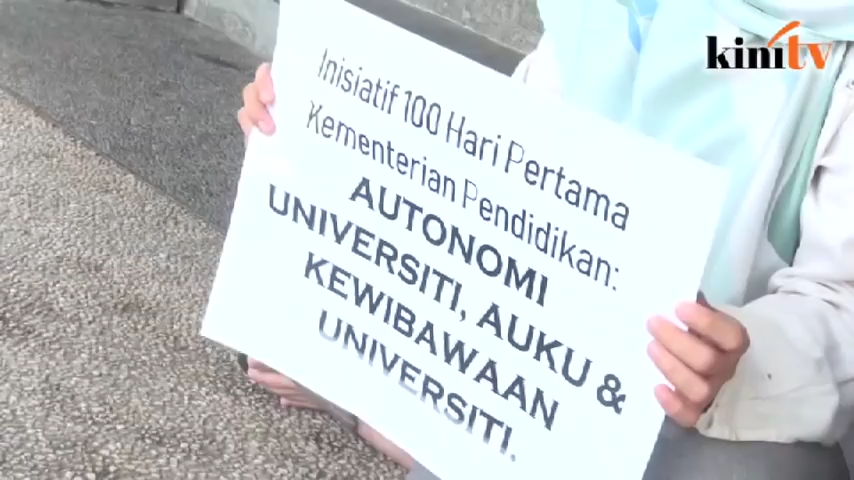 kinitv
Inisiatif 100 Hari Pertama
Kementerian Pendidikan:
AUTONOMI
UNIVERSITI, AUKU &
KEWIBAWAAN
UNIVERSITI.